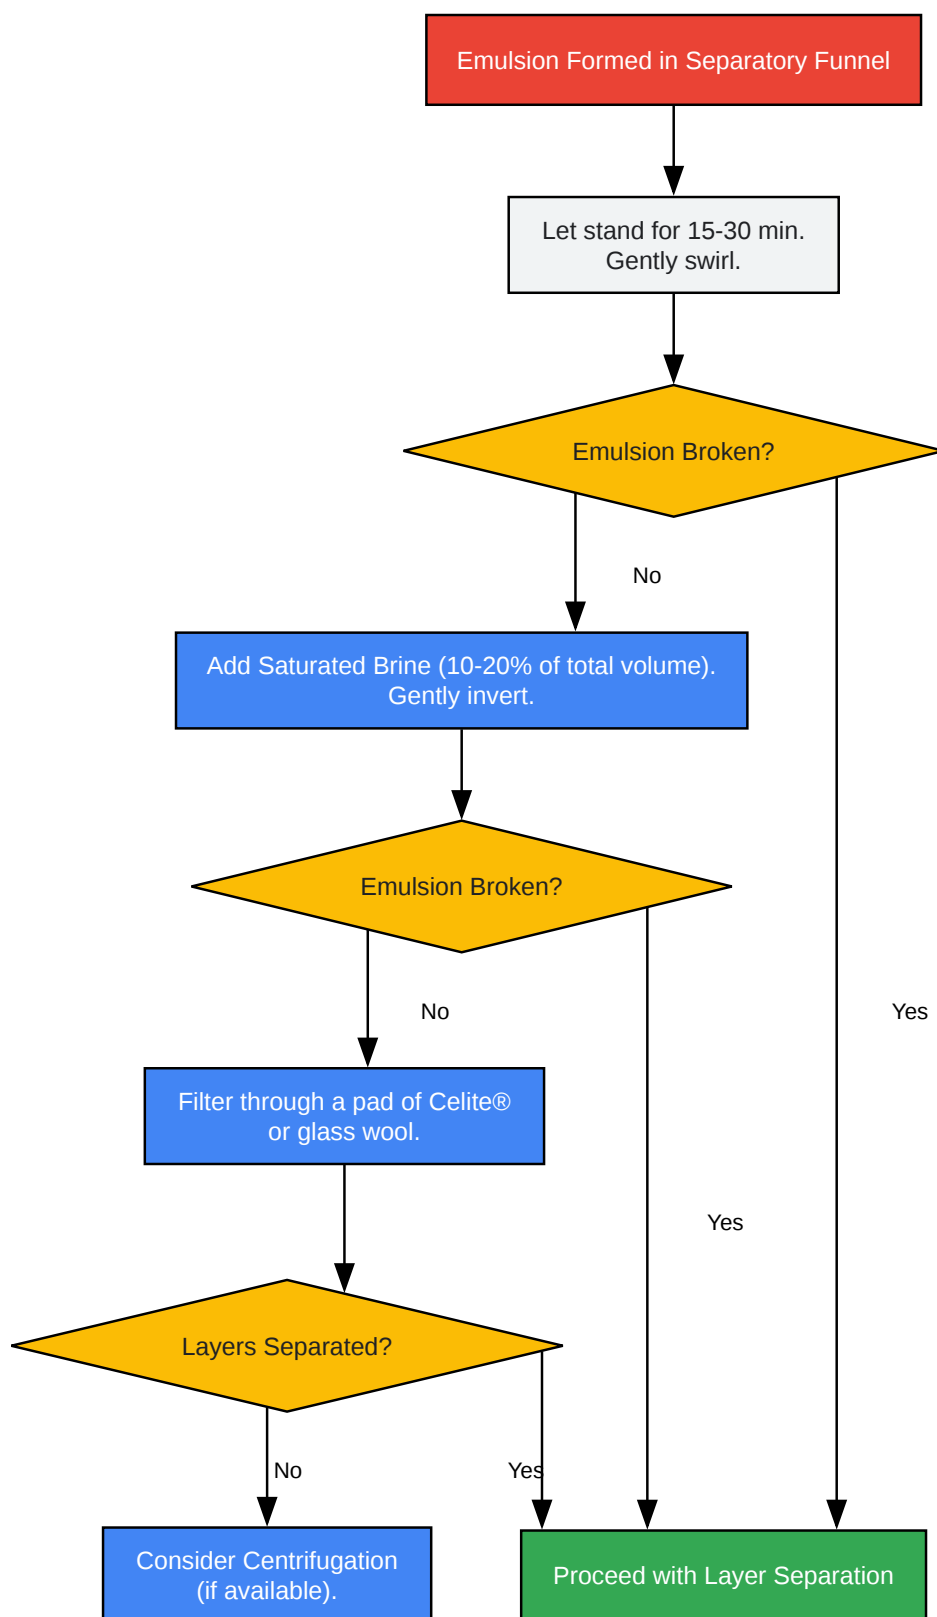 Emulsion Formed in Separatory Funnel
Let stand for 15-30 min.
Gently swirl.
Emulsion Broken?
No
Add Saturated Brine (10-20% of total volume).
Gently invert.
Emulsion Broken?
No
Yes
Filter through a pad of Celite®
or glass wool.
Yes
Layers Separated?
No
Yes
Consider Centrifugation
(if available).
Proceed with Layer Separation